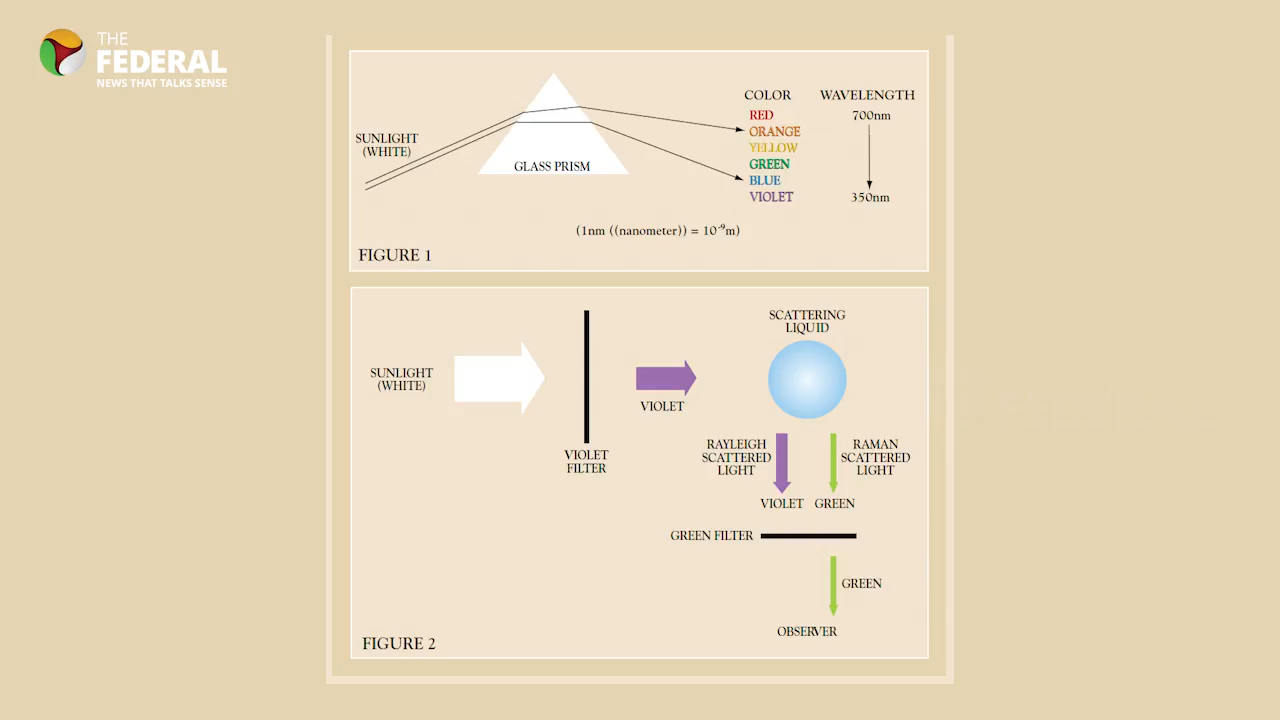 THE
FEDERAL
NEWS THAT TALKS SENSE
COLOR
WAVELENGTH
SUNLIGHT
(WHITE)
GLASS PRISM
RED
ORANGE
YELLOW
GREEN
BLUE
VIOLET
700nm
350nm
(1nm ((nanometer)) = 10⁻⁹m)
FIGURE 1
SUNLIGHT
(WHITE)
VIOLET
FILTER
VIOLET
SCATTERING
LIQUID
RAYLEIGH
SCATTERED
LIGHT
RAMAN
SCATTERED
LIGHT
VIOLET
GREEN
GREEN FILTER
GREEN
OBSERVER
FIGURE 2